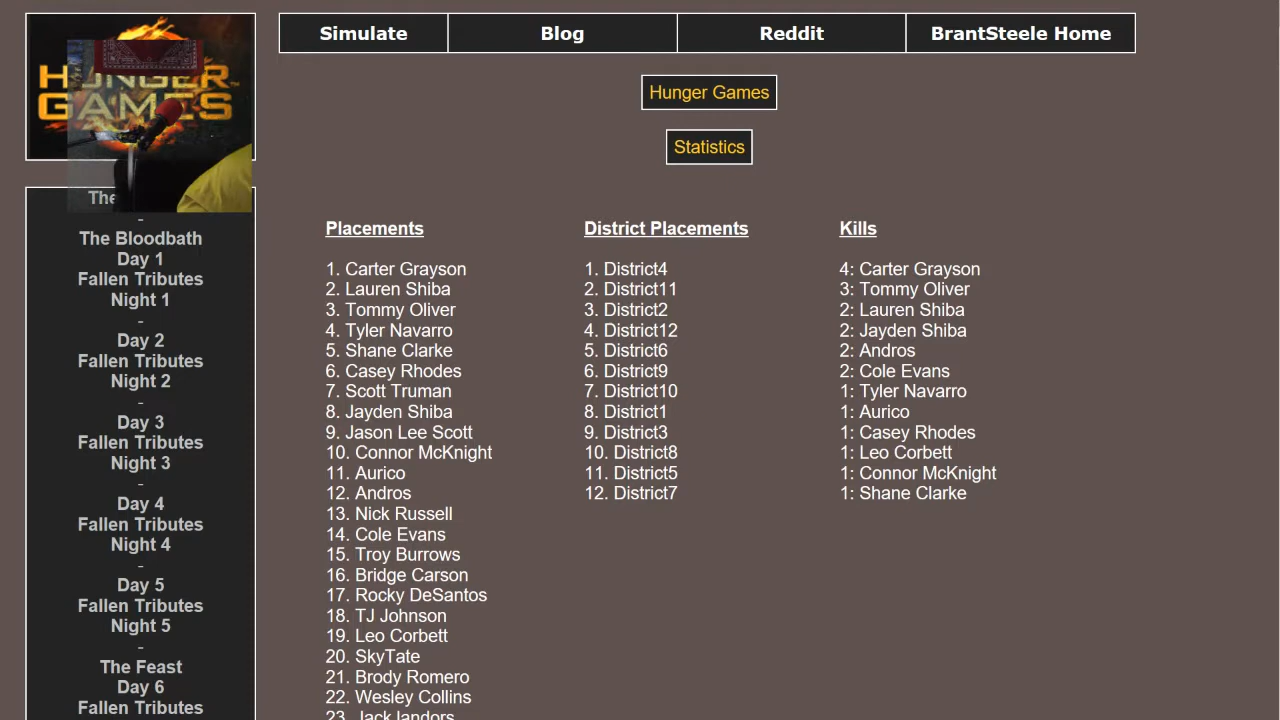 HUNGER
GAMES
Simulate
Blog
Reddit
BrantSteele Home
Hunger Games
Statistics
The
-
The Bloodbath
Day 1
Fallen Tributes
Night 1
-
Day 2
Fallen Tributes
Night 2
-
Day 3
Fallen Tributes
Night 3
-
Day 4
Fallen Tributes
Night 4
-
Day 5
Fallen Tributes
Night 5
-
The Feast
Day 6
Fallen Tributes
Placements
1. Carter Grayson
2. Lauren Shiba
3. Tommy Oliver
4. Tyler Navarro
5. Shane Clarke
6. Casey Rhodes
7. Scott Truman
8. Jayden Shiba
9. Jason Lee Scott
10. Connor McKnight
11. Aurico
12. Andros
13. Nick Russell
14. Cole Evans
15. Troy Burrows
16. Bridge Carson
17. Rocky DeSantos
18. TJ Johnson
19. Leo Corbett
20. SkyTate
21. Brody Romero
22. Wesley Collins
23. Jack landors
District Placements
1. District4
2. District11
3. District2
4. District12
5. District6
6. District9
7. District10
8. District1
9. District3
10. District8
11. District5
12. District7
Kills
4: Carter Grayson
3: Tommy Oliver
2: Lauren Shiba
2: Jayden Shiba
2: Andros
2: Cole Evans
1: Tyler Navarro
1: Aurico
1: Casey Rhodes
1: Leo Corbett
1: Connor McKnight
1: Shane Clarke